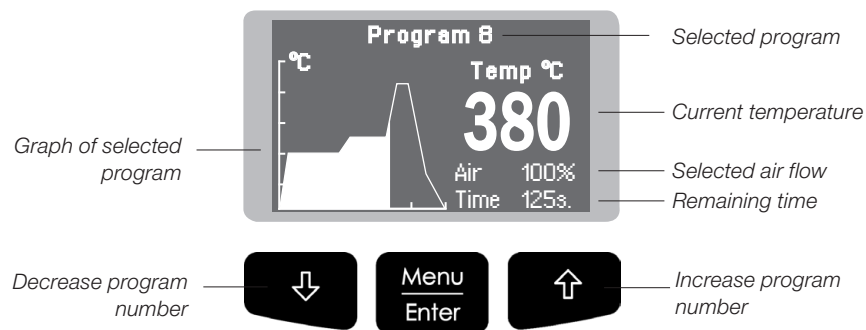 Program 8
Selected program
°C
Temp °C
380
Current temperature
Graph of selected
program
Air 100%
Selected air flow
Time 125s.
Remaining time
Decrease program
number
Menu
Enter
Increase program
number